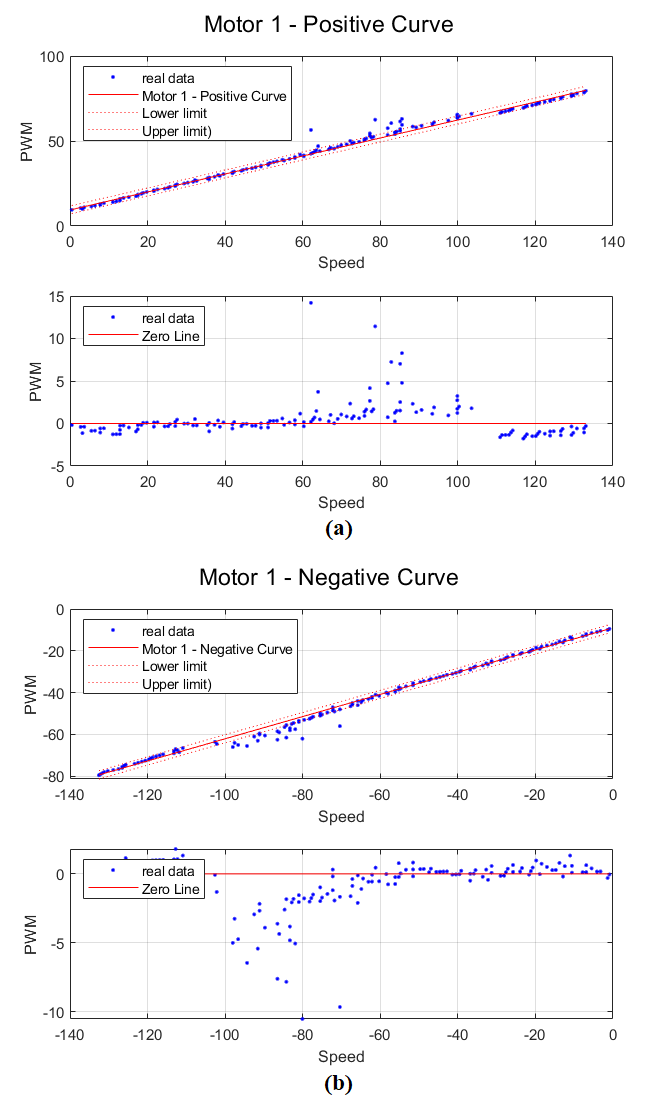 Motor 1 - Positive Curve
100
50
0
PWM
real data
Motor 1 - Positive Curve
Lower limit
Upper limit)
0 20 40 60 80 100 120 140
Speed
15
10
5
0
-5
PWM
real data
Zero Line
0 20 40 60 80 100 120 140
Speed
(a)
Motor 1 - Negative Curve
0
-20
-40
-60
-80
PWM
real data
Motor 1 - Negative Curve
Lower limit
Upper limit)
-140 -120 -100 -80 -60 -40 -20 0
Speed
0
-5
-10
PWM
real data
Zero Line
-140 -120 -100 -80 -60 -40 -20 0
Speed
(b)